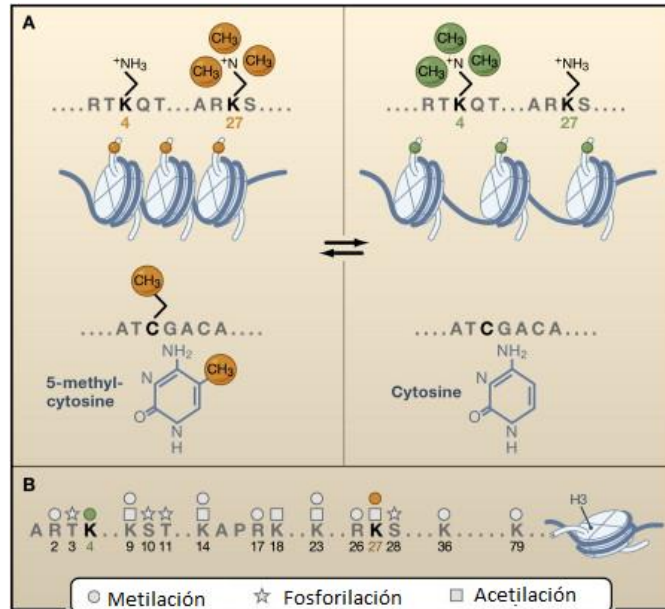 A
CH3 CH3 CH3
+NH3 +N
....RTKQT...ARKS....
4 27
CH3 CH3 CH3
+N +NH3
....RTKQT...ARKS....
4 27
CH3
....ATCGACA....
NH2
CH3
N
O
N
H
5-methyl-
cytosine
....ATCGACA....
NH2
N
O
N
H
Cytosine
B
H3
ARTK...KST..K..APRK...K..RKS....K.....K...
2 3 4 9 10 11 14 17 18 23 26 27 28 36 79
Metilación Fosforilación Acetilación